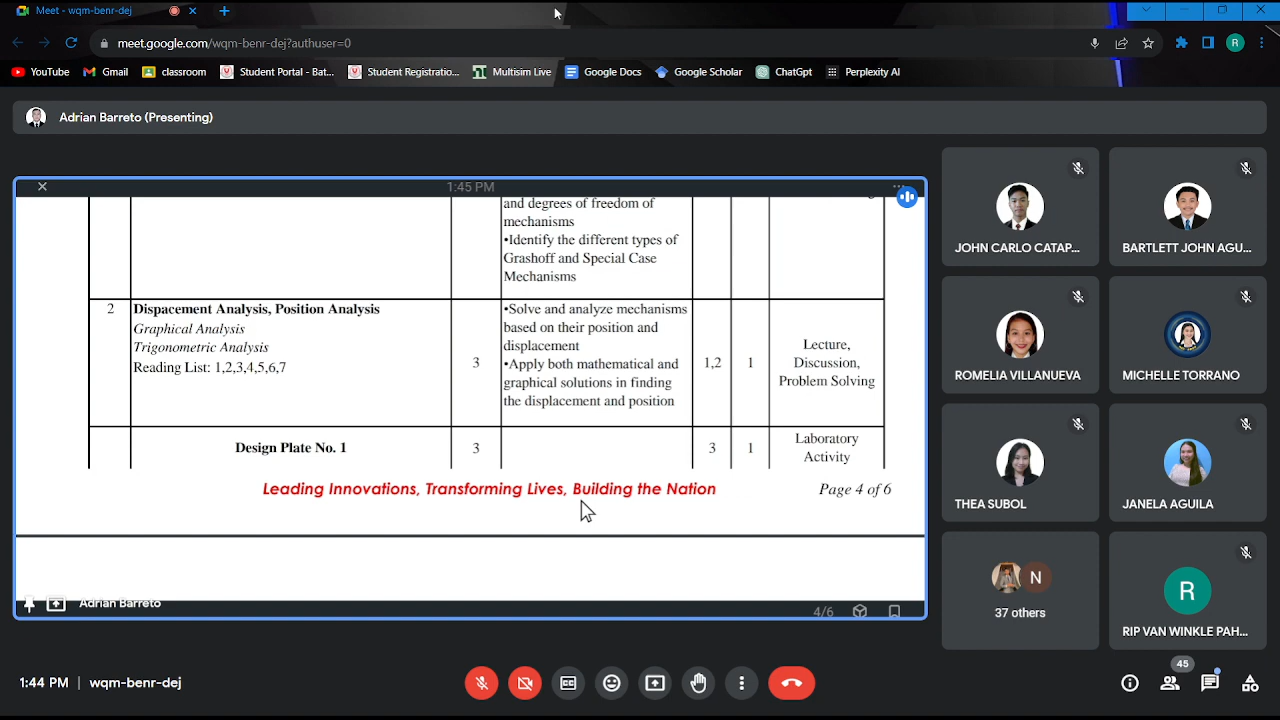 Meet - wqm-benr-dej
meet.google.com/wqm-benr-dej?authuser=0
R
YouTube
Gmail
classroom
Student Portal - Bat...
Student Registratio...
Multisim Live
Google Docs
Google Scholar
ChatGpt
Perplexity AI
Adrian Barreto (Presenting)
1:45 PM
and degrees of freedom of
mechanisms
•Identify the different types of
Grashoff and Special Case
Mechanisms
2
Dispacement Analysis, Position Analysis
Graphical Analysis
Trigonometric Analysis
Reading List: 1,2,3,4,5,6,7
3
•Solve and analyze mechanisms
based on their position and
displacement
•Apply both mathematical and
graphical solutions in finding
the displacement and position
1,2
1
Lecture,
Discussion,
Problem Solving
Design Plate No. 1
3
3
1
Laboratory
Activity
Leading Innovations, Transforming Lives, Building the Nation
Page 4 of 6
Adrian Barreto
4/6
JOHN CARLO CATAP...
BARTLETT JOHN AGU...
ROMELIA VILLANUEVA
MICHELLE TORRANO
THEA SUBOL
JANELA AGUILA
N
37 others
R
RIP VAN WINKLE PAH...
1:44 PM
wqm-benr-dej
45